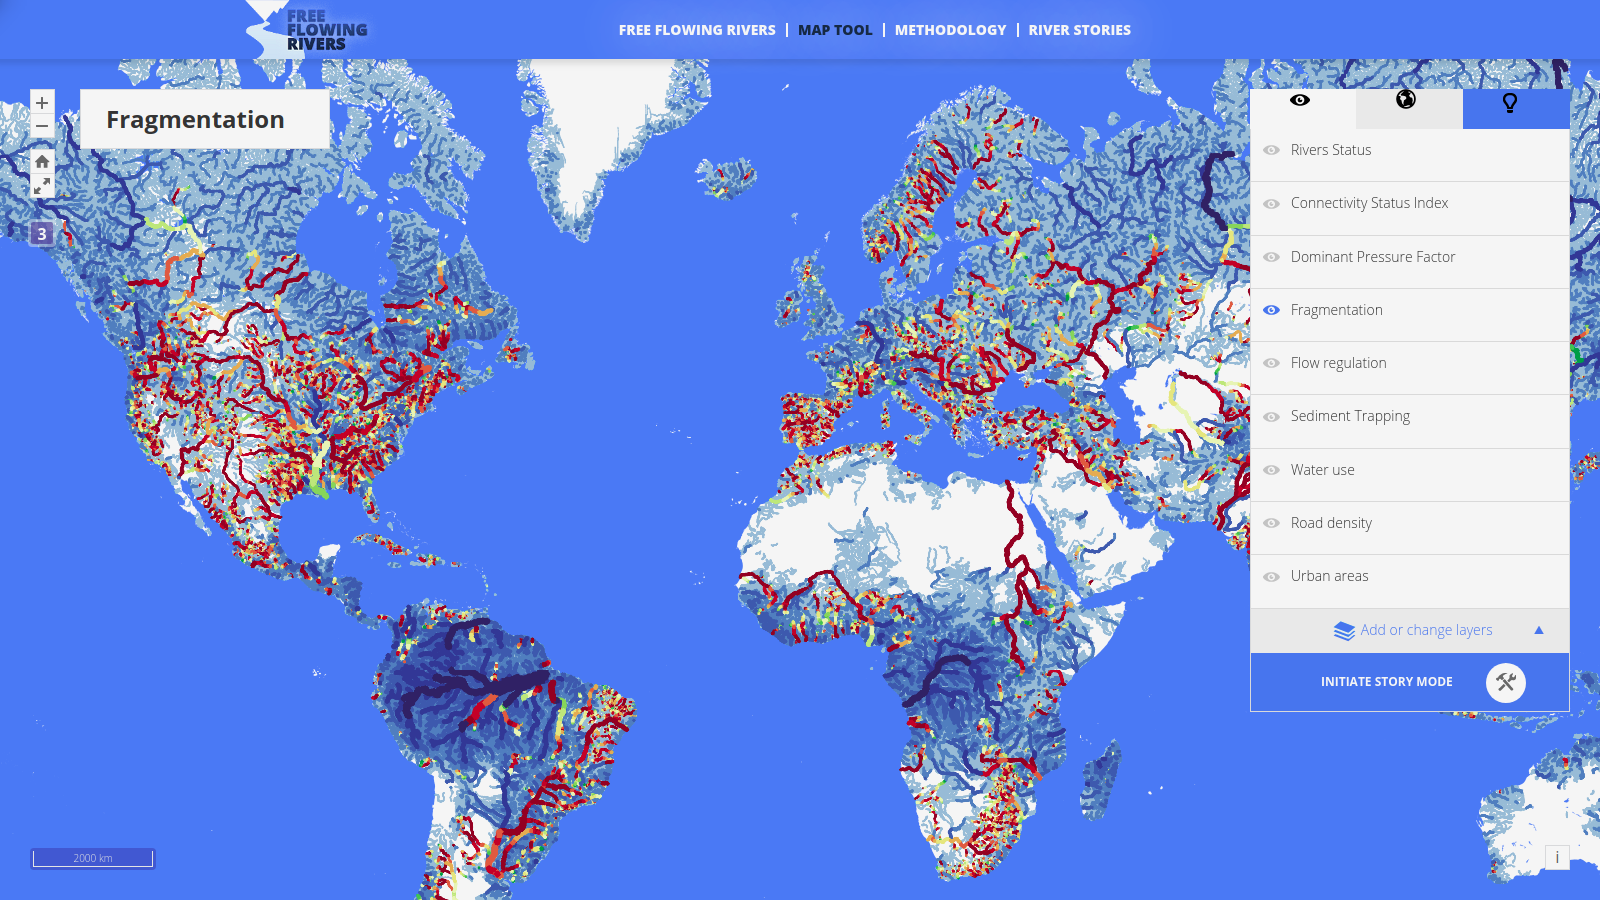 FREE
FLOWING
RIVERS
FREE FLOWING RIVERS
MAP TOOL
METHODOLOGY
RIVER STORIES
Fragmentation
3
Rivers Status
Connectivity Status Index
Dominant Pressure Factor
Fragmentation
Flow regulation
Sediment Trapping
Water use
Road density
Urban areas
Add or change layers
INITIATE STORY MODE
2000 km
i